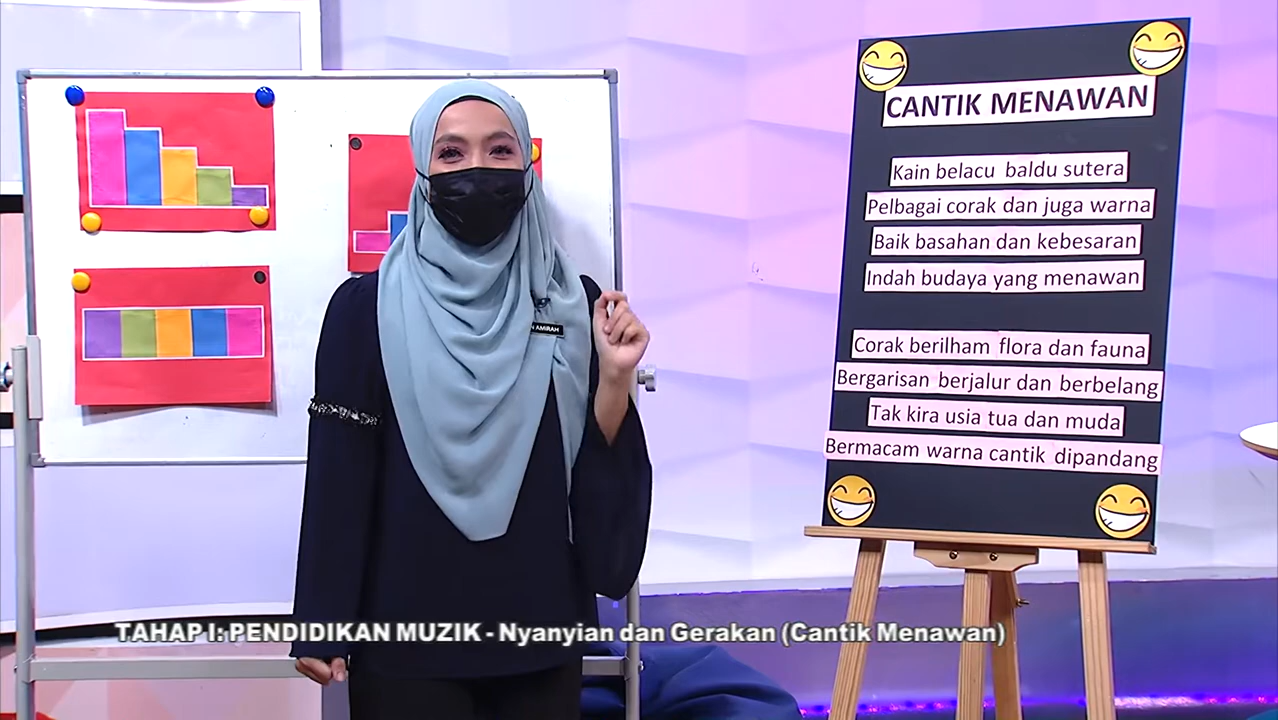 CANTIK MENAWAN
Kain belacu baldu sutera
Pelbagai corak dan juga warna
Baik basahan dan kebesaran
Indah budaya yang menawan
Corak berilham flora dan fauna
Bergarisan berjalur dan berbelang
Tak kira usia tua dan muda
Bermacam warna cantik dipandang
AMIRAH
TAHAP I: PENDIDIKAN MUZIK - Nyanyian dan Gerakan (Cantik Menawan)